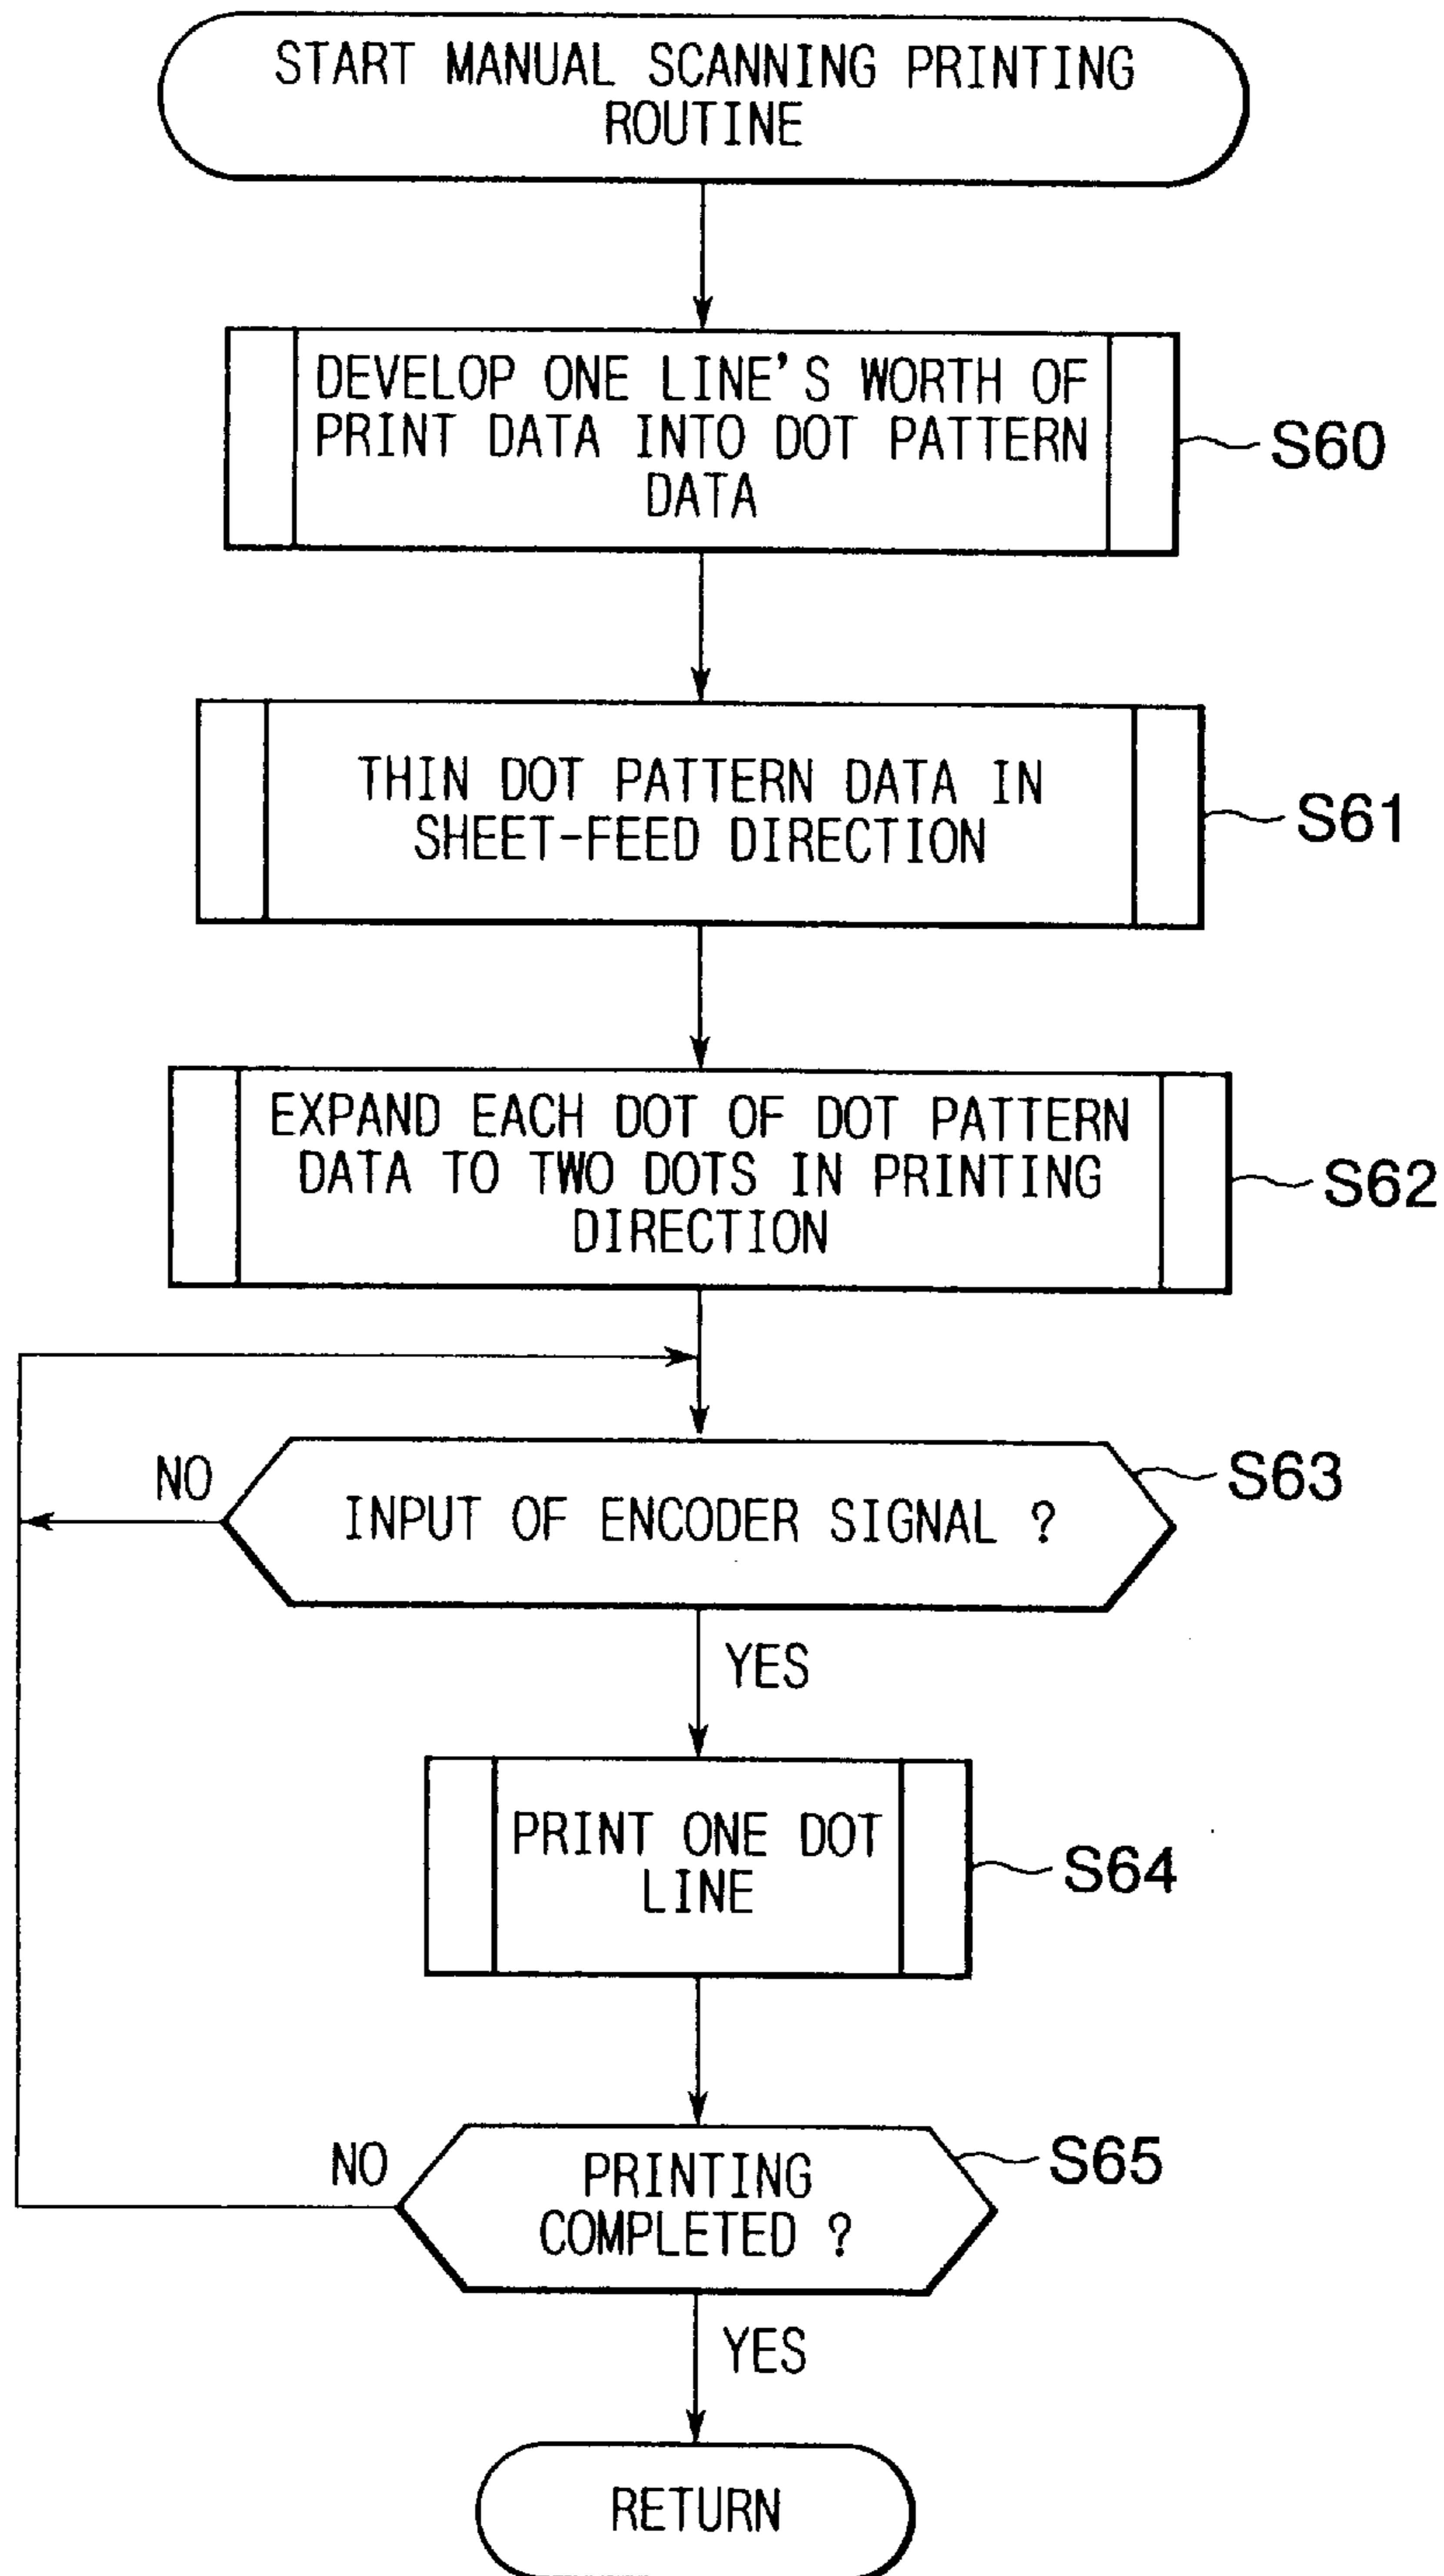 START MANUAL SCANNING PRINTING
ROUTINE
DEVELOP ONE LINE'S WORTH OF
PRINT DATA INTO DOT PATTERN
DATA
S60
THIN DOT PATTERN DATA IN
SHEET-FEED DIRECTION
S61
EXPAND EACH DOT OF DOT PATTERN
DATA TO TWO DOTS IN PRINTING
DIRECTION
S62
NO
INPUT OF ENCODER SIGNAL ?
S63
YES
PRINT ONE DOT
LINE
S64
NO
PRINTING
COMPLETED ?
S65
YES
RETURN